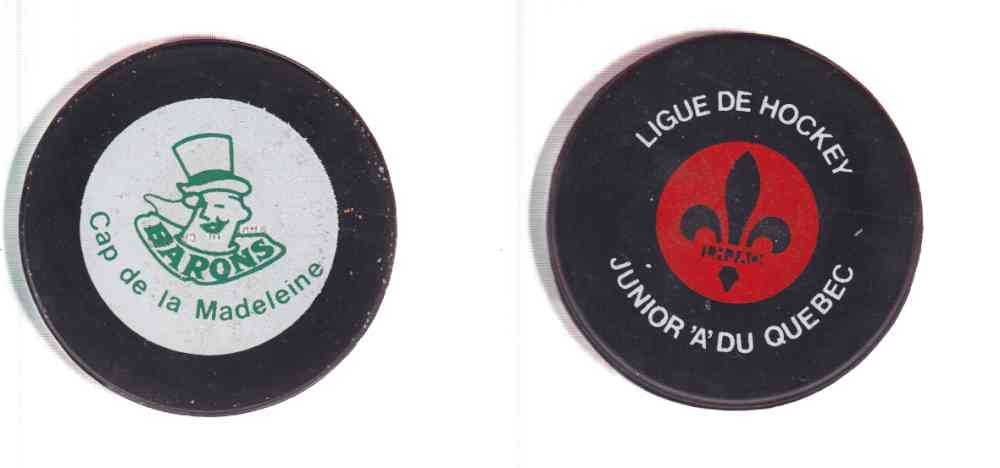 BARONS
Cap de la Madeleine
LIGUE DE HOCKEY
JUNIOR 'A' DU QUEBEC